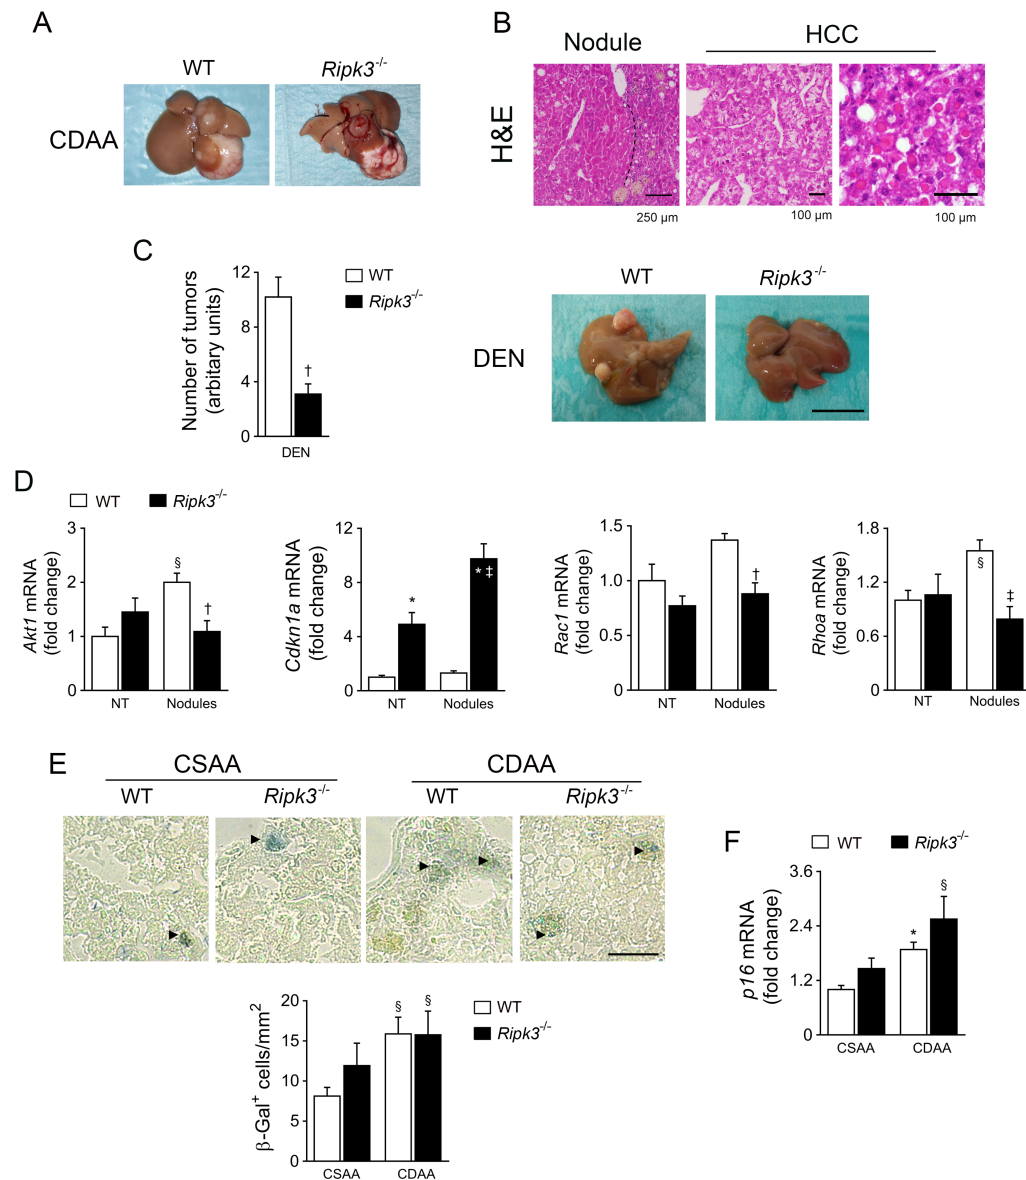 A
WT
Ripk3-/-
CDAA
B
Nodule
HCC
H&E
250 μm
100 μm
100 μm
C
Number of tumors
(arbitary units)
12
8
4
0
†
DEN
WT
Ripk3-/-
WT
Ripk3-/-
DEN
D
WT
Ripk3-/-
Akt1 mRNA
(fold change)
3
2
1
0
§
†
NT
Nodules
Cdkn1a mRNA
(fold change)
12
8
4
0
*
* ‡
NT
Nodules
Rac1 mRNA
(fold change)
1.5
1.0
0.5
0
†
NT
Nodules
Rhoa mRNA
(fold change)
1.8
1.2
0.6
0
§
‡
NT
Nodules
E
CSAA
CDAA
WT
Ripk3-/-
WT
Ripk3-/-
β-Gal+ cells/mm2
20
15
10
5
0
§
§
CSAA
CDAA
WT
Ripk3-/-
F
WT
Ripk3-/-
p16 mRNA
(fold change)
3.6
2.4
1.2
0
*
§
CSAA
CDAA